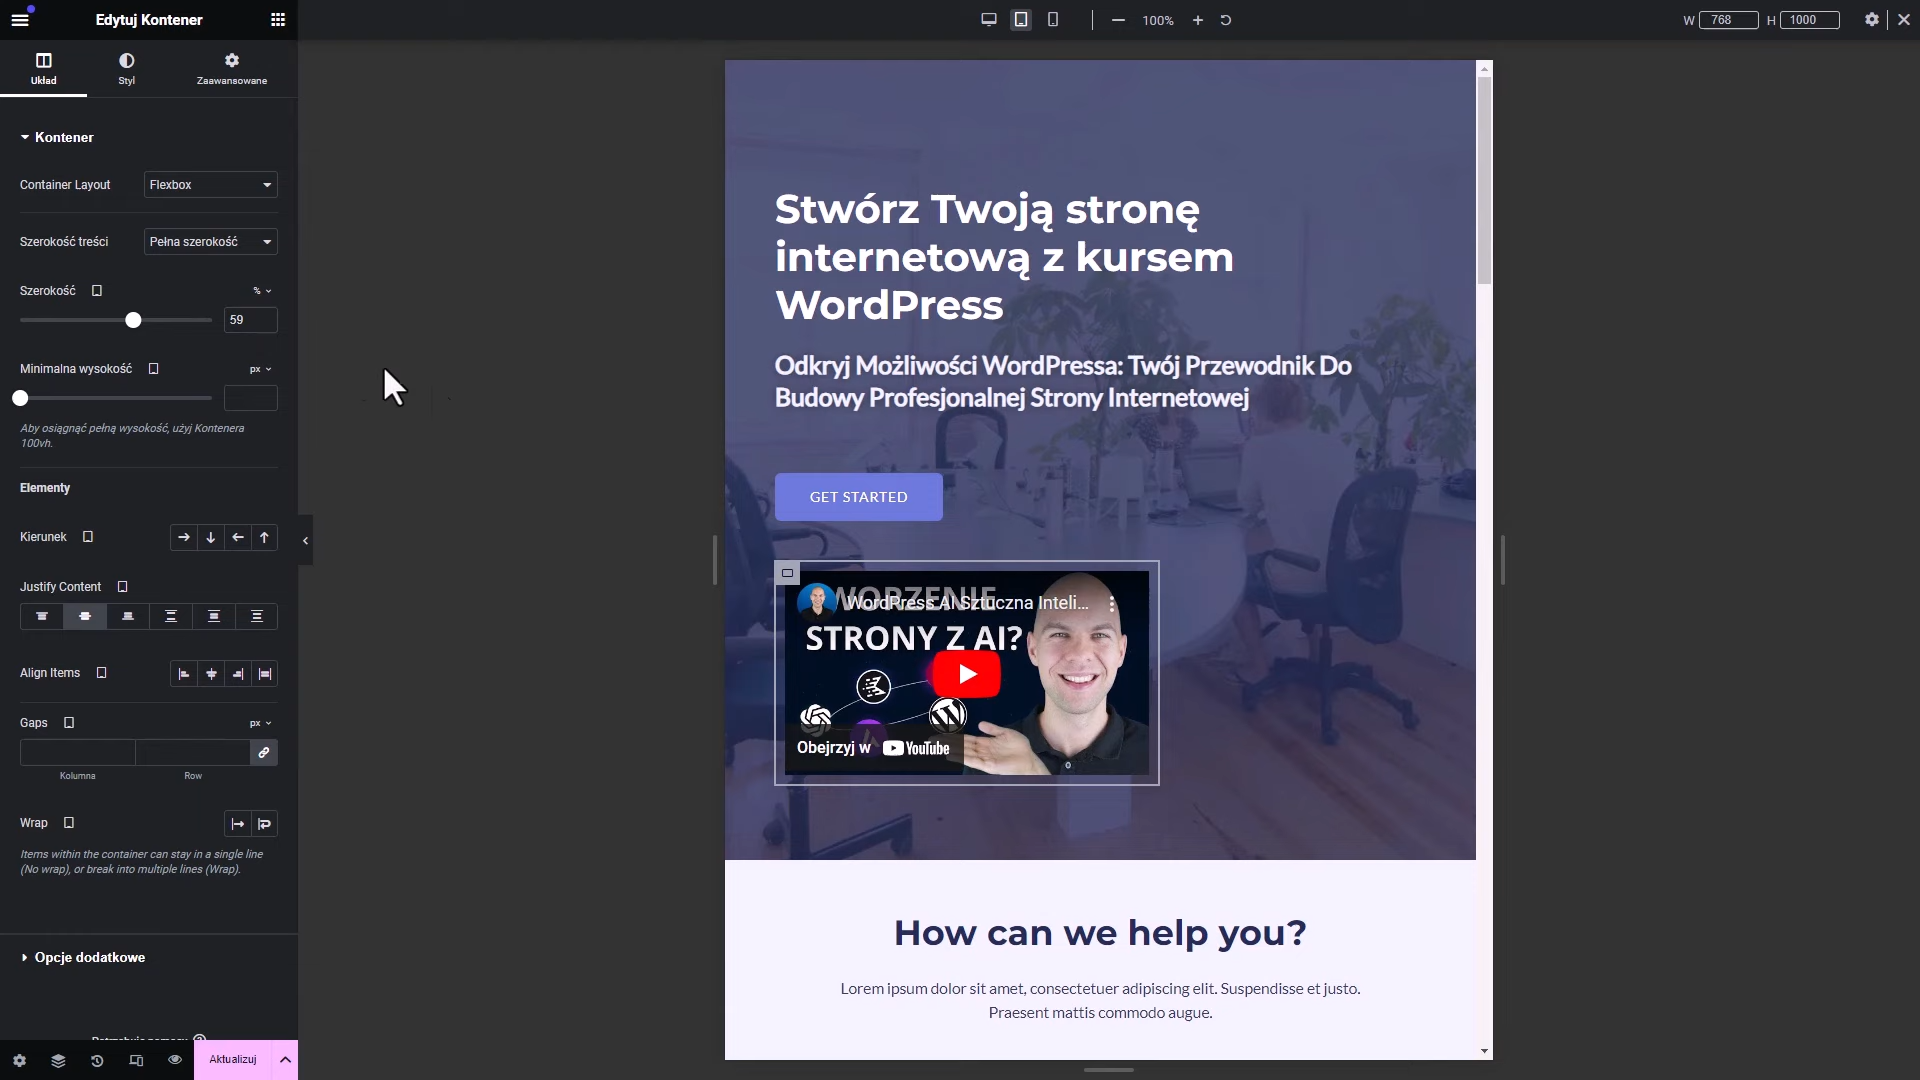 Edytuj Kontener
100%
W 768 H 1000
Układ
Styl
Zaawansowane
Kontener
Container Layout
Flexbox
Szerokość treści
Pełna szerokość
Szerokość
%
59
Minimalna wysokość
px
Aby osiągnąć pełną wysokość, użyj Kontenera
100vh.
Elementy
Kierunek
Justify Content
Align Items
Gaps
px
Kolumna
Row
Wrap
Items within the container can stay in a single line
(No wrap), or break into multiple lines (Wrap).
Opcje dodatkowe
Aktualizuj
Stwórz Twoją stronę
internetową z kursem
WordPress
Odkryj Możliwości WordPressa: Twój Przewodnik Do
Budowy Profesjonalnej Strony Internetowej
GET STARTED
WordPress AI Sztuczna Inteli...
STRONY Z AI?
Obejrzyj w YouTube
How can we help you?
Lorem ipsum dolor sit amet, consectetuer adipiscing elit. Suspendisse et justo.
Praesent mattis commodo augue.